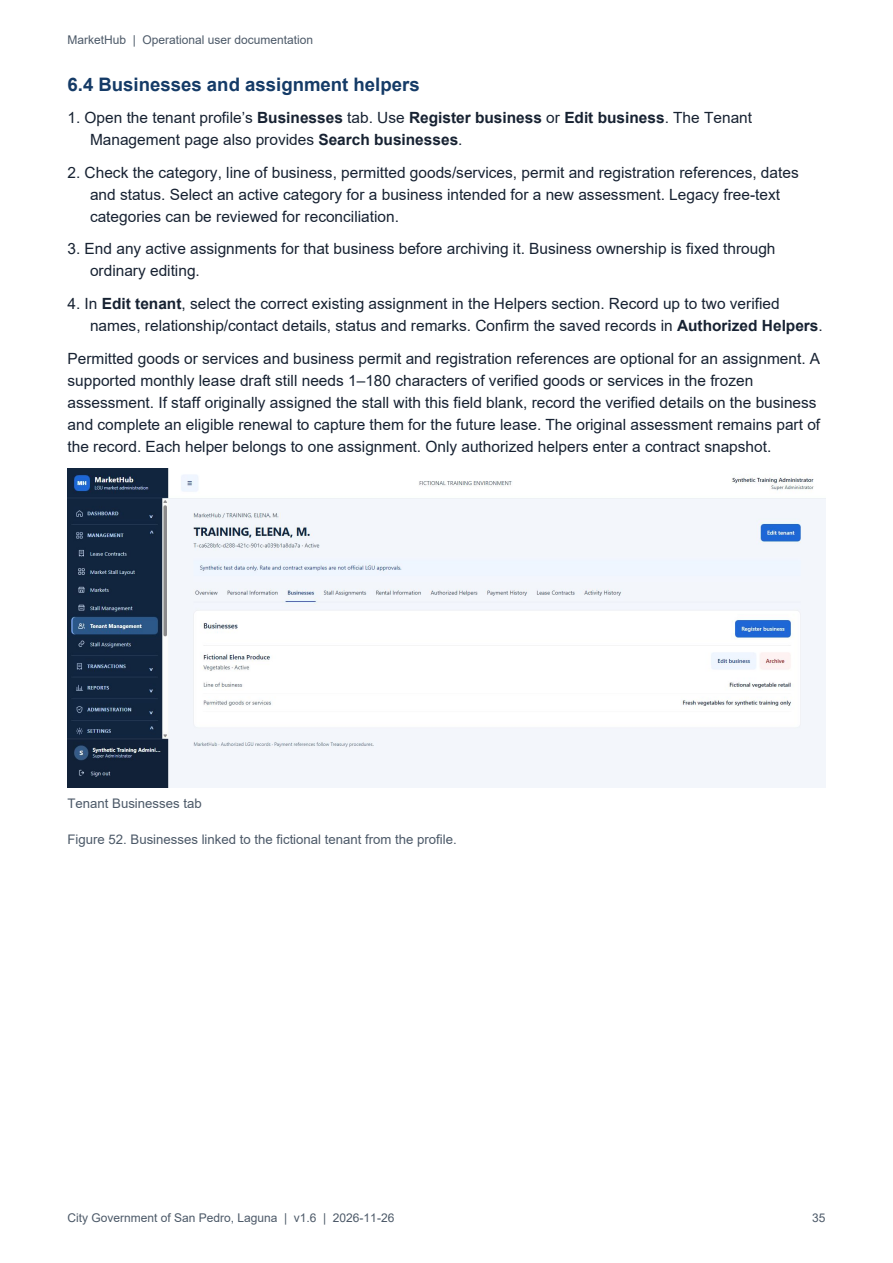 MarketHub | Operational user documentation
6.4 Businesses and assignment helpers
1. Open the tenant profile’s Businesses tab. Use Register business or Edit business. The Tenant
Management page also provides Search businesses.
2. Check the category, line of business, permitted goods/services, permit and registration references, dates
and status. Select an active category for a business intended for a new assessment. Legacy free-text
categories can be reviewed for reconciliation.
3. End any active assignments for that business before archiving it. Business ownership is fixed through
ordinary editing.
4. In Edit tenant, select the correct existing assignment in the Helpers section. Record up to two verified
names, relationship/contact details, status and remarks. Confirm the saved records in Authorized Helpers.
Permitted goods or services and business permit and registration references are optional for an assignment. A
supported monthly lease draft still needs 1–180 characters of verified goods or services in the frozen
assessment. If staff originally assigned the stall with this field blank, record the verified details on the business
and complete an eligible renewal to capture them for the future lease. The original assessment remains part of
the record. Each helper belongs to one assignment. Only authorized helpers enter a contract snapshot.
MH MarketHub
LGU market administration
DASHBOARD
MANAGEMENT
Lease Contracts
Market Stall Layout
Markets
Stall Management
Tenant Management
Stall Assignments
TRANSACTIONS
REPORTS
ADMINISTRATION
SETTINGS
S Synthetic Training Admini...
Super Administrator
Sign out
FICTIONAL TRAINING ENVIRONMENT
Synthetic Training Administrator
Super Administrator
MarketHub / TRAINING, ELENA, M.
TRAINING, ELENA, M.
Edit tenant
T-ca628bfc-d288-421c-901c-a039b1a8da7a · Active
Synthetic test data only. Rate and contract examples are not official LGU approvals.
Overview Personal Information Businesses Stall Assignments Rental Information Authorized Helpers Payment History Lease Contracts Activity History
Businesses
Register business
Fictional Elena Produce
Vegetables · Active
Edit business Archive
Line of business Fictional vegetable retail
Permitted goods or services Fresh vegetables for synthetic training only
MarketHub · Authorized LGU records · Payment references follow Treasury procedures.
Tenant Businesses tab
Figure 52. Businesses linked to the fictional tenant from the profile.
City Government of San Pedro, Laguna | v1.6 | 2026-11-26 35